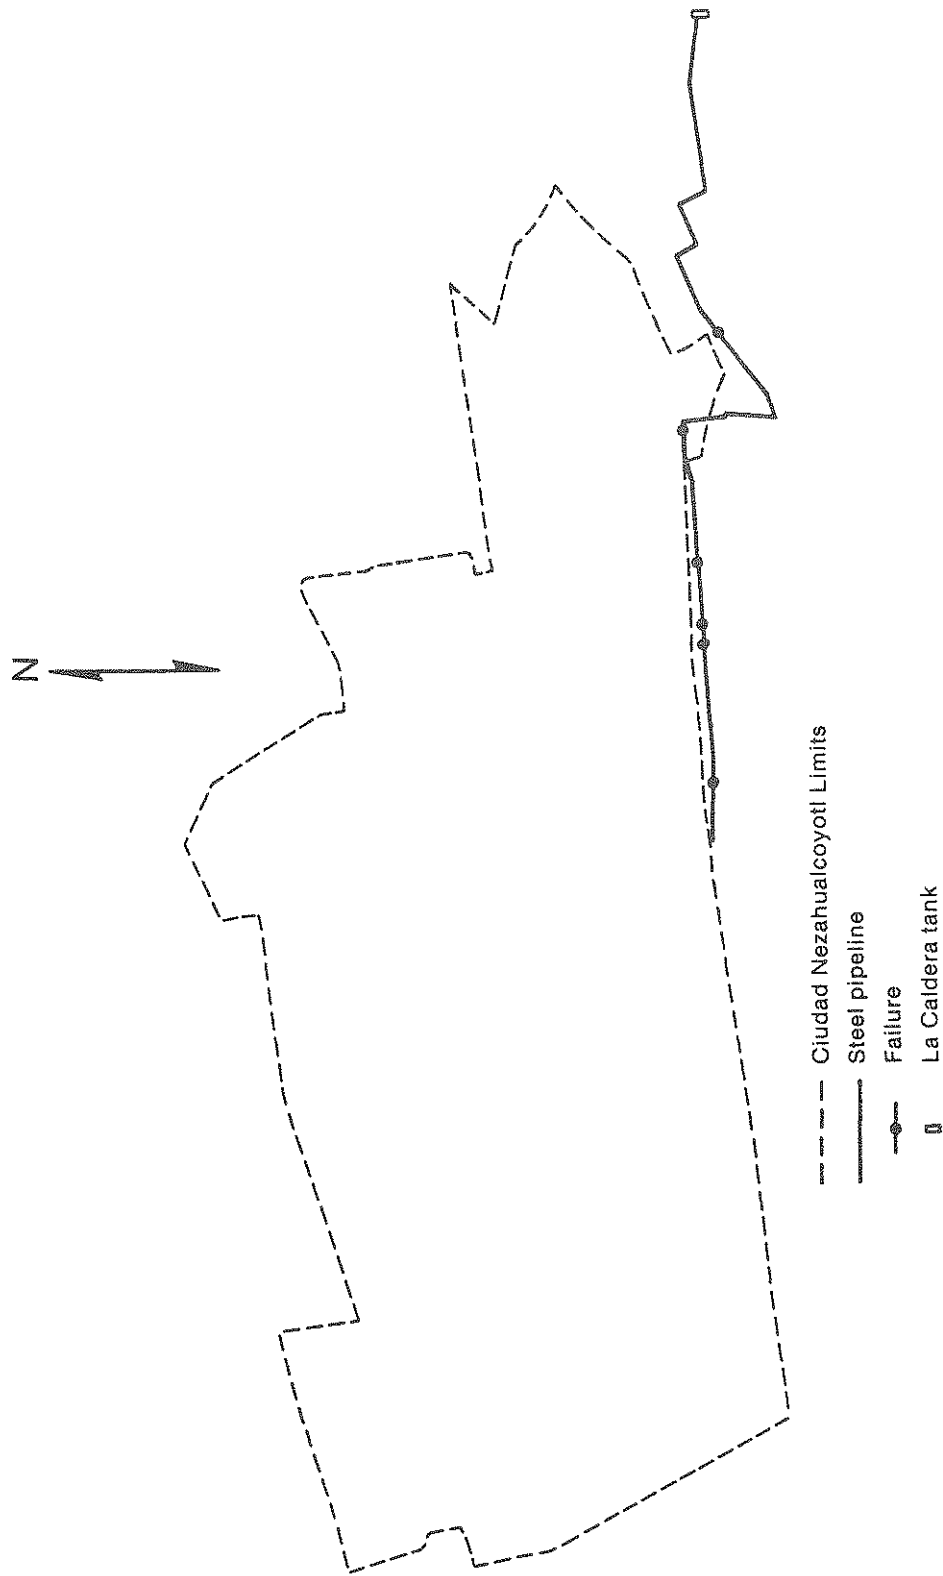 N
Ciudad Nezahualcoyotl Limits
Steel pipeline
Failure
La Caldera tank